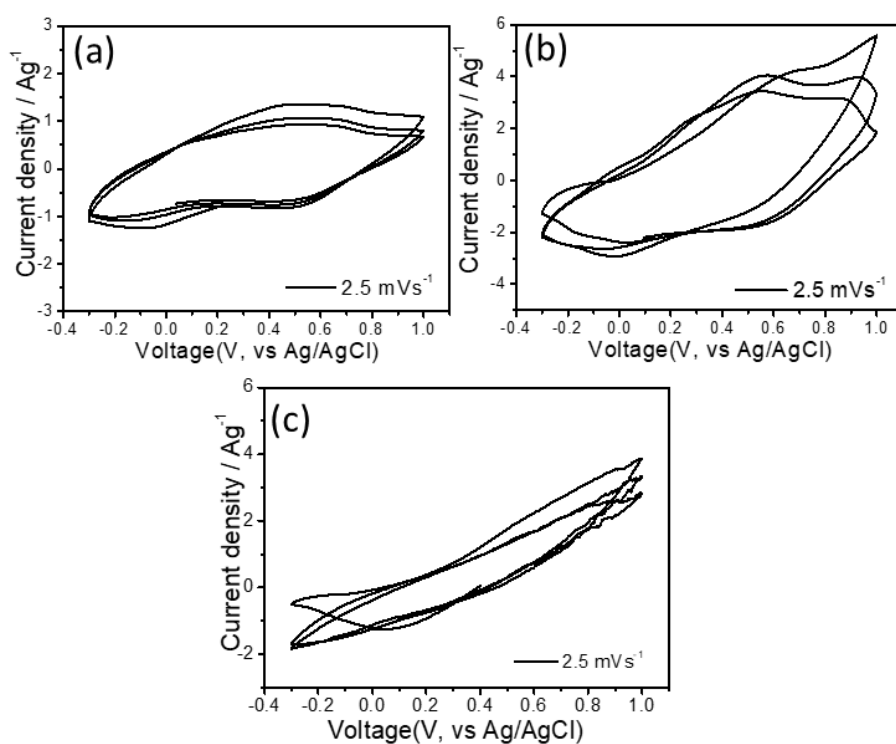 (a)
Current density / Ag⁻¹
3
2
1
0
-1
-2
-3
2.5 mVs⁻¹
-0.4 -0.2 0.0 0.2 0.4 0.6 0.8 1.0
Voltage(V, vs Ag/AgCl)
(b)
Current density / Ag⁻¹
6
4
2
0
-2
-4
2.5 mVs⁻¹
-0.4 -0.2 0.0 0.2 0.4 0.6 0.8 1.0
Voltage(V, vs Ag/AgCl)
(c)
Current density / Ag⁻¹
6
4
2
0
-2
2.5 mVs⁻¹
-0.4 -0.2 0.0 0.2 0.4 0.6 0.8 1.0
Voltage(V, vs Ag/AgCl)